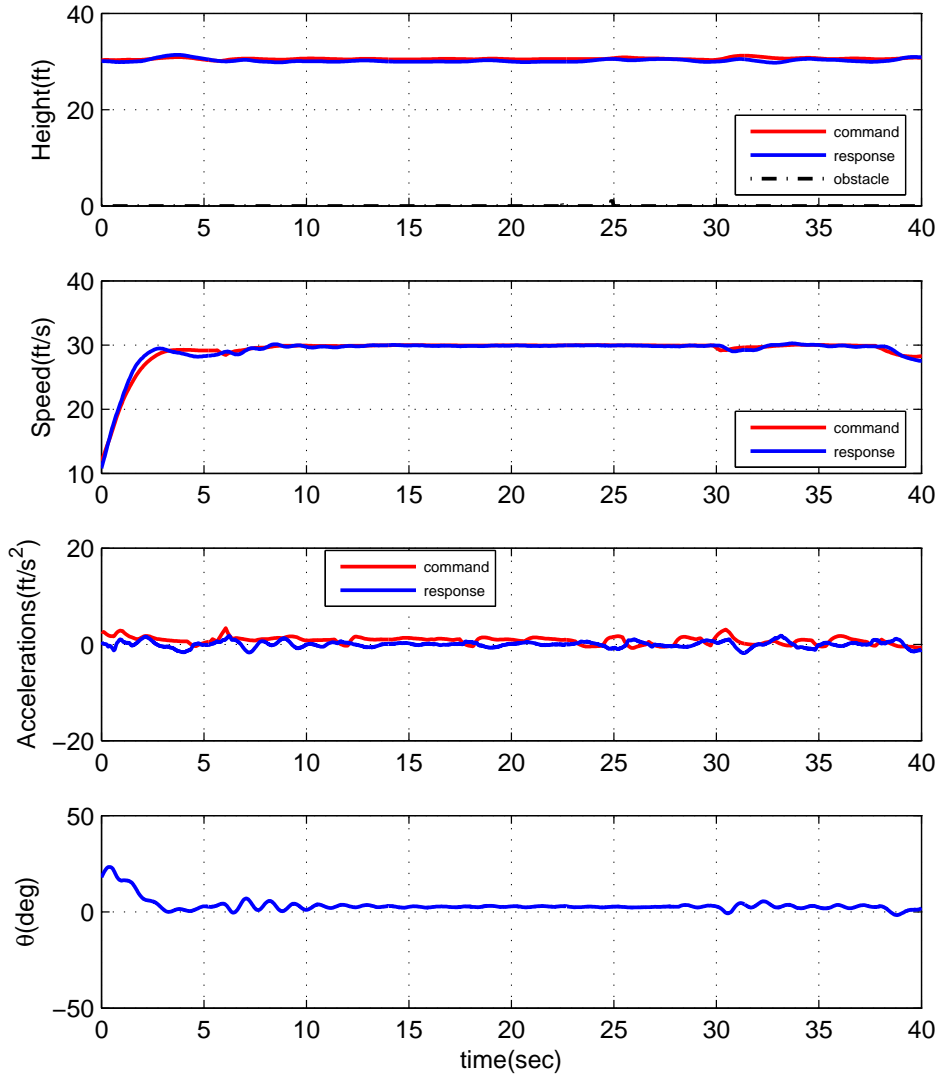 40
20
0
Height(ft)
command
response
obstacle
0 5 10 15 20 25 30 35 40
40
30
20
10
Speed(ft/s)
command
response
0 5 10 15 20 25 30 35 40
20
0
−20
Accelerations(ft/s²)
command
response
0 5 10 15 20 25 30 35 40
50
0
−50
θ(deg)
0 5 10 15 20 25 30 35 40
time(sec)